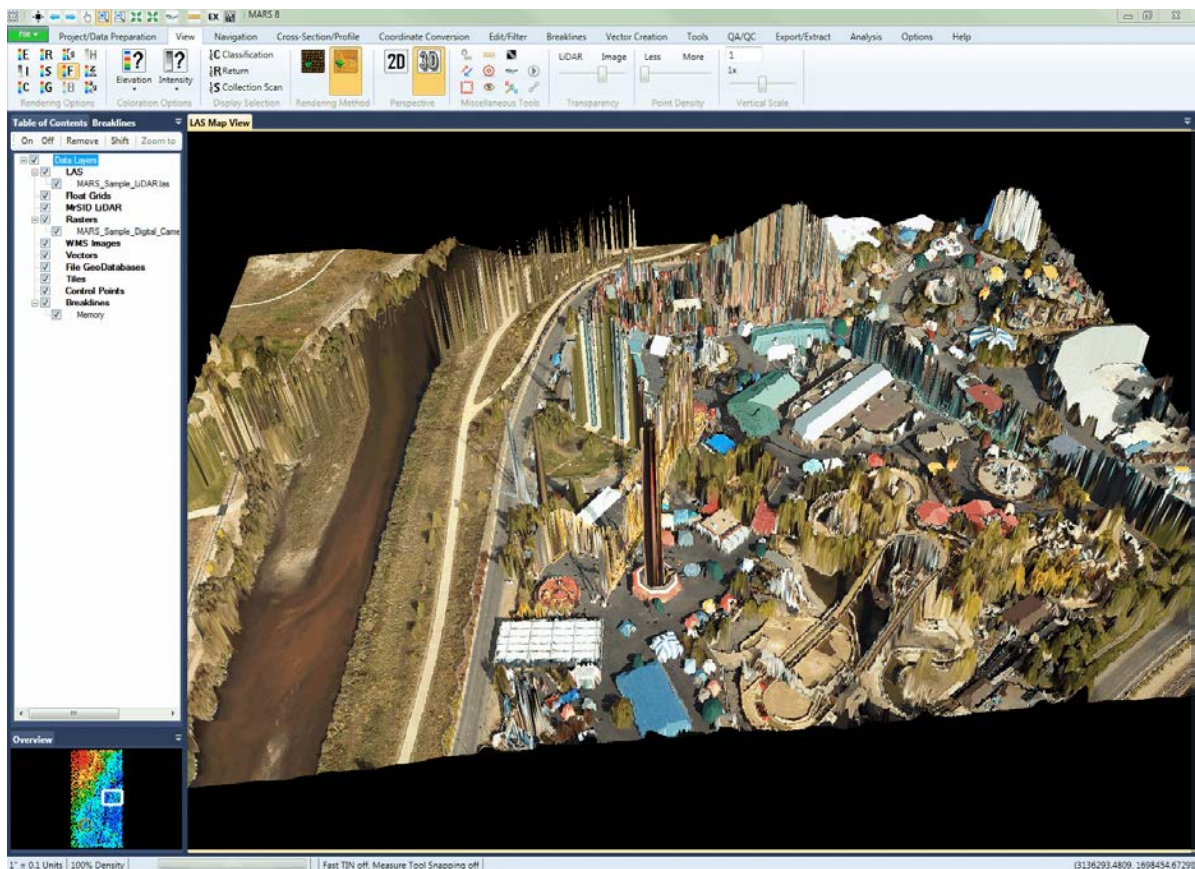 EX MARS 8
File Project/Data Preparation View Navigation Cross-Section/Profile Coordinate Conversion Edit/Filter Breaklines Vector Creation Tools QA/QC Export/Extract Analysis Options Help
E R S H C Classification LiDAR Image Less More 1
I S F Z Elevation Intensity R Return 2D 3D 1x
C G B S Collection Scan
Rendering Options Coloration Options Display Selection Rendering Method Perspective Miscellaneous Tools Transparency Point Density Vertical Scale
Table of Contents Breaklines LAS Map View
On Off Remove Shift Zoom to
Data Layers
LAS
MARS_Sample_LiDAR.las
Float Grids
MrSID LiDAR
Rasters
MARS_Sample_Digital_Came
WMS Images
Vectors
File GeoDatabases
Tiles
Control Points
Breaklines
Memory
Overview
1" = 0.1 Units 100% Density Fast TIN off, Measure Tool Snapping off (3136293.4809, 1698454.6729)